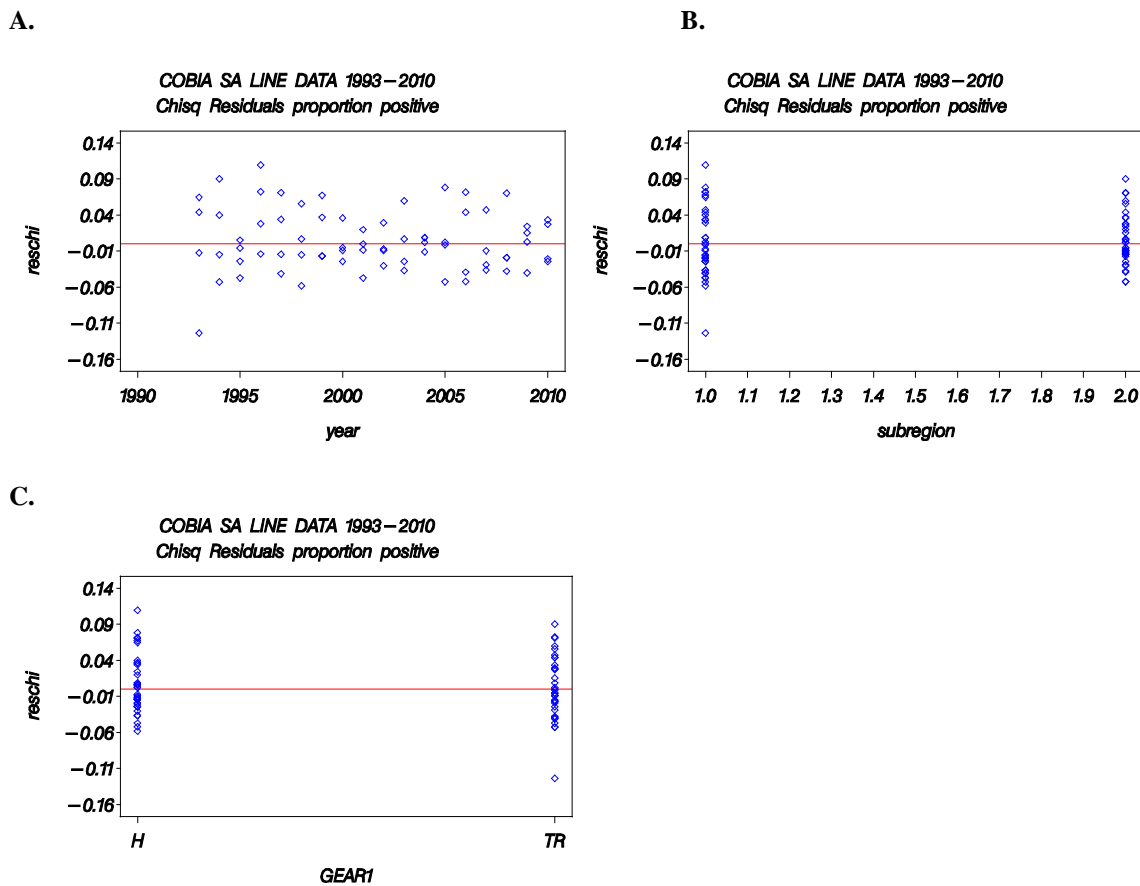 A.
COBIA SA LINE DATA 1993−2010
Chisq Residuals proportion positive
0.14
0.09
0.04
−0.01
−0.06
−0.11
−0.16
reschi
1990 1995 2000 2005 2010
year
B.
COBIA SA LINE DATA 1993−2010
Chisq Residuals proportion positive
0.14
0.09
0.04
−0.01
−0.06
−0.11
−0.16
reschi
1.0 1.1 1.2 1.3 1.4 1.5 1.6 1.7 1.8 1.9 2.0
subregion
C.
COBIA SA LINE DATA 1993−2010
Chisq Residuals proportion positive
0.14
0.09
0.04
−0.01
−0.06
−0.11
−0.16
reschi
H TR
GEAR1